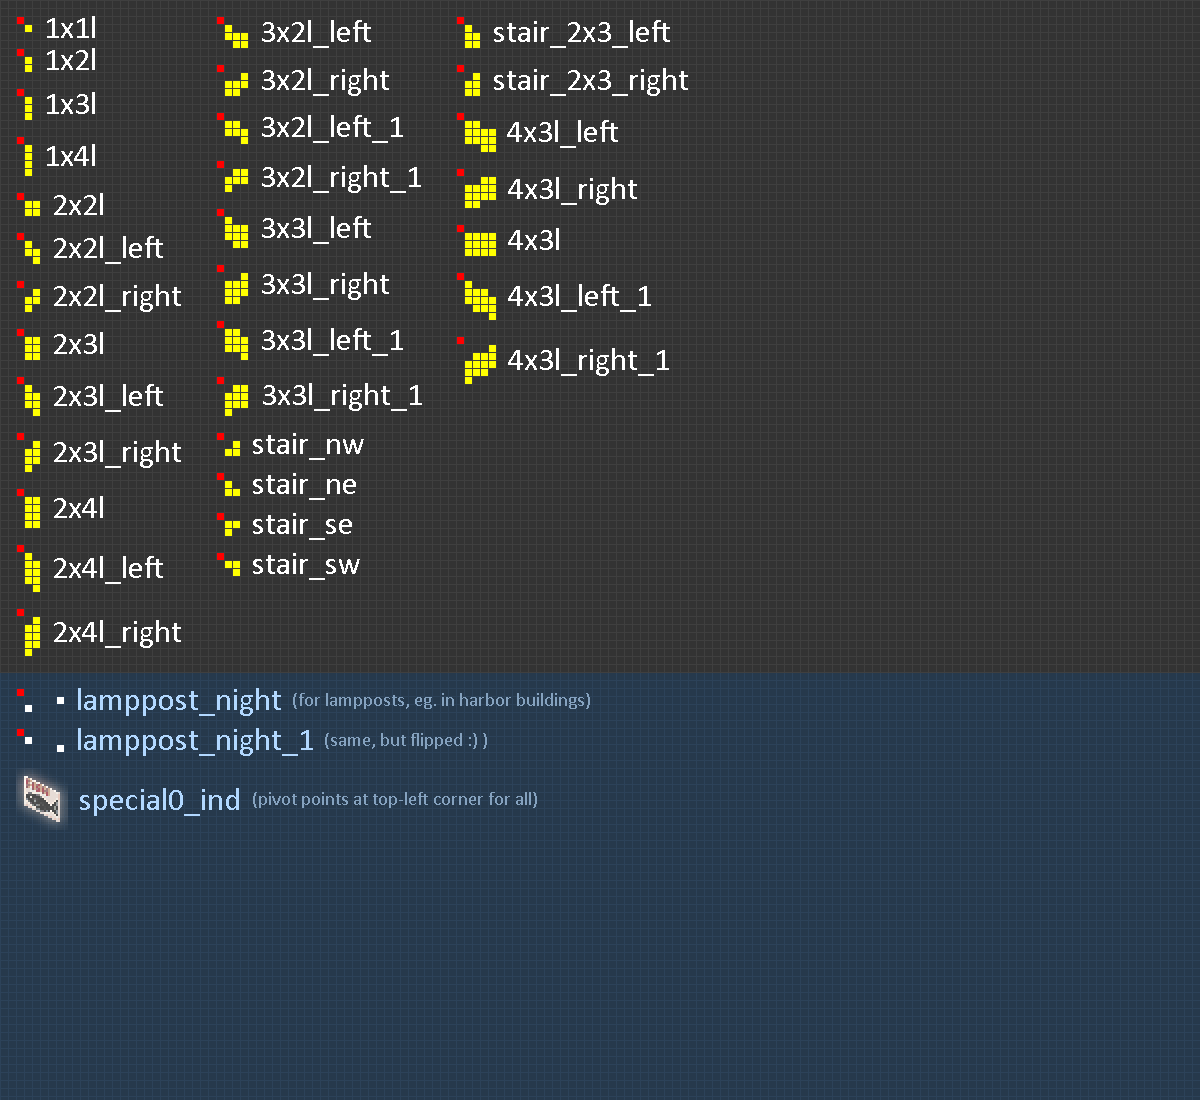 1x1l
1x2l
1x3l
1x4l
2x2l
2x2l_left
2x2l_right
2x3l
2x3l_left
2x3l_right
2x4l
2x4l_left
2x4l_right
3x2l_left
3x2l_right
3x2l_left_1
3x2l_right_1
3x3l_left
3x3l_right
3x3l_left_1
3x3l_right_1
stair_nw
stair_ne
stair_se
stair_sw
stair_2x3_left
stair_2x3_right
4x3l_left
4x3l_right
4x3l
4x3l_left_1
4x3l_right_1
lamppost_night (for lampposts, eg. in harbor buildings)
lamppost_night_1 (same, but flipped :) )
FISH
special0_ind (pivot points at top-left corner for all)